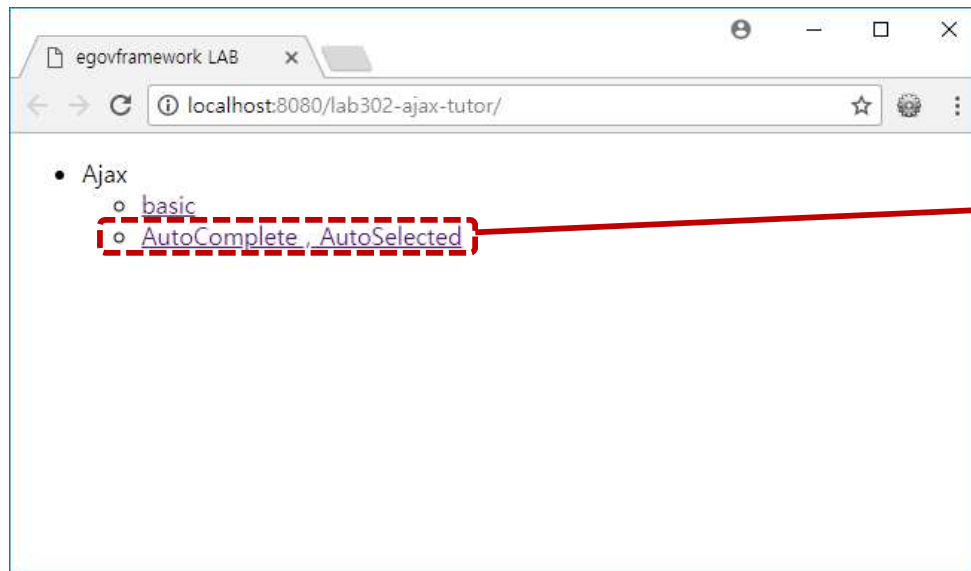 egovframework LAB
localhost:8080/lab302-ajax-tutor/
Ajax
basic
AutoComplete , AutoSelected